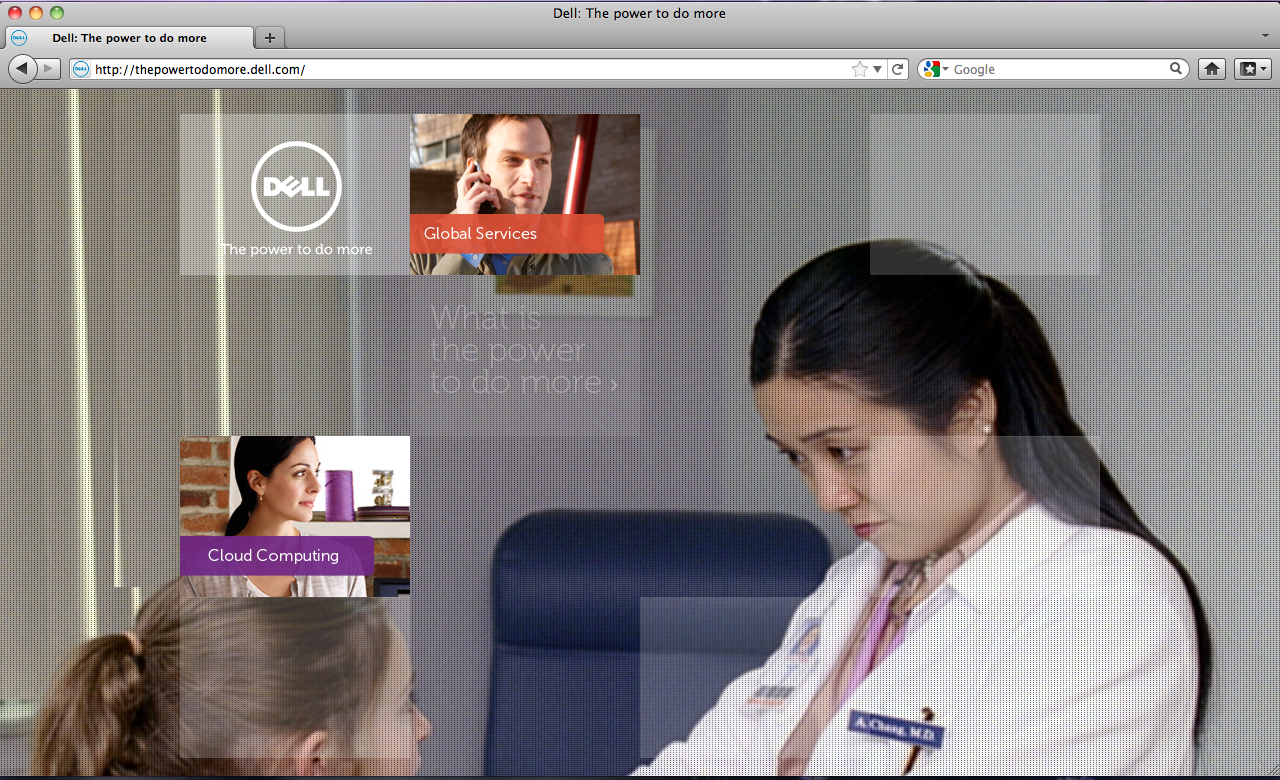 Dell: The power to do more
Dell: The power to do more
http://thepowertodomore.dell.com/
Google
DELL
The power to do more
Global Services
What is
the power
to do more ›
Cloud Computing
A. Chung, M.D.